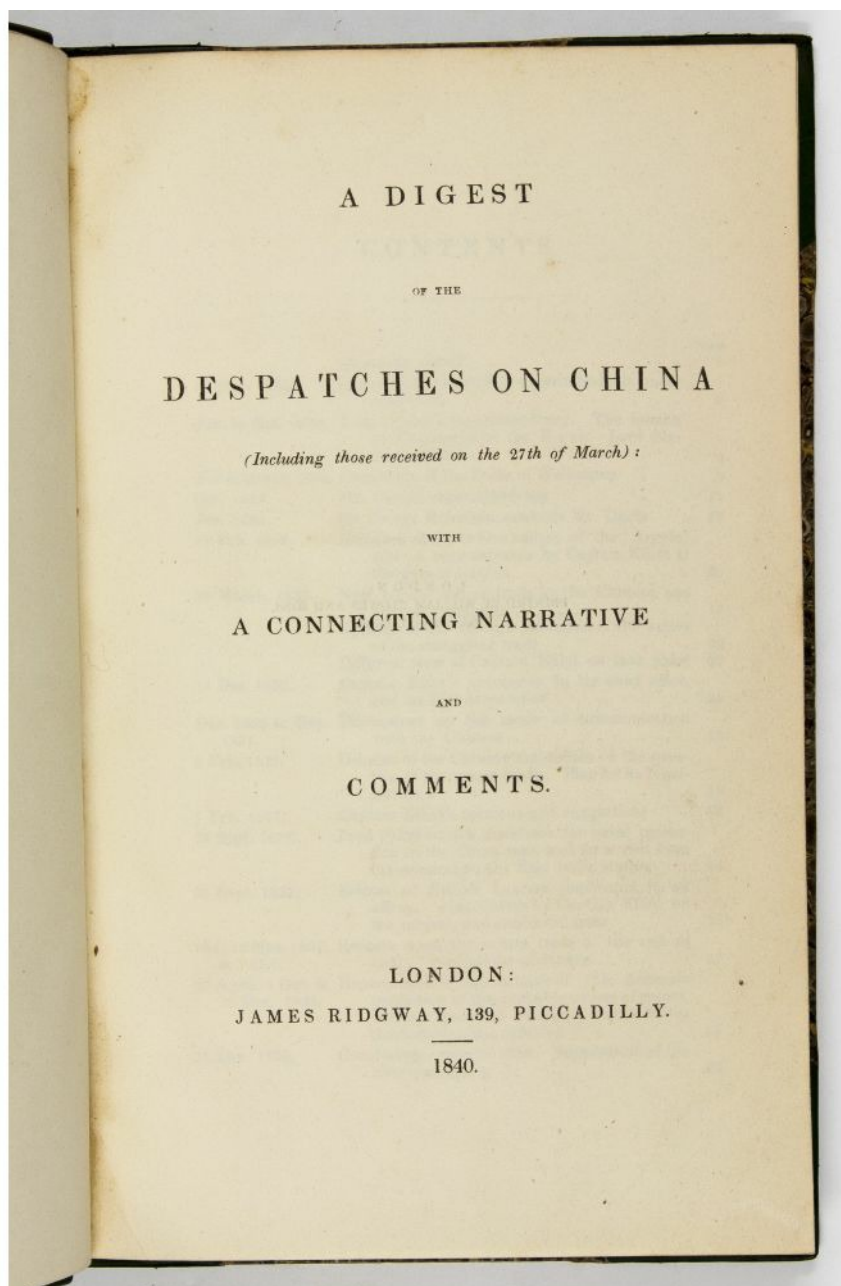 A DIGEST
OF THE
DESPATCHES ON CHINA
(Including those received on the 27th of March) :
WITH
A CONNECTING NARRATIVE
AND
COMMENTS.
LONDON:
JAMES RIDGWAY, 139, PICCADILLY.
1840.